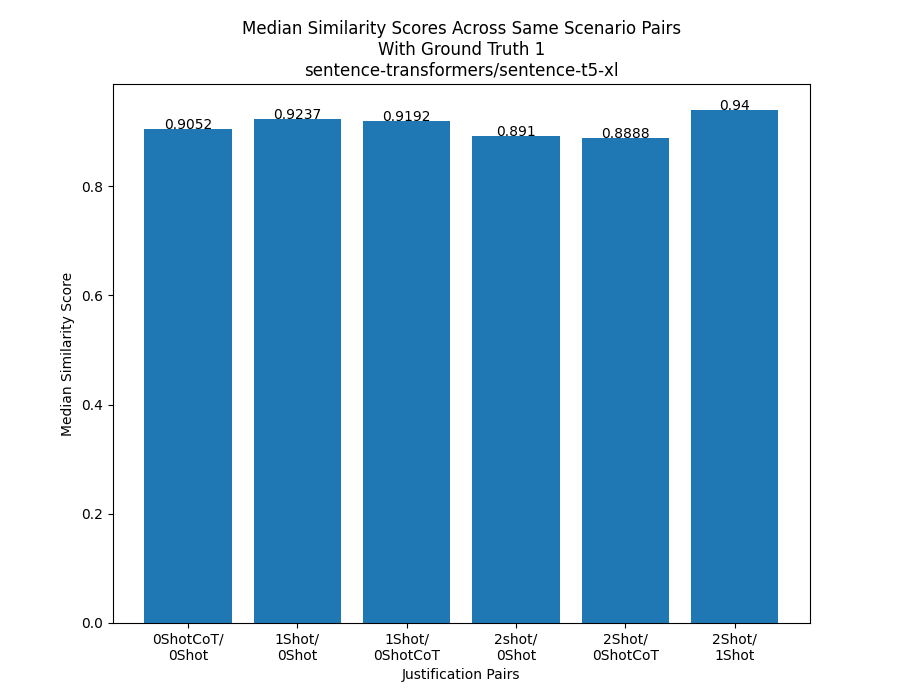 Median Similarity Scores Across Same Scenario Pairs
With Ground Truth 1
sentence-transformers/sentence-t5-xl
0.9052
0.9237
0.9192
0.891
0.8888
0.94
Median Similarity Score
0.8
0.6
0.4
0.2
0.0
0ShotCoT/
0Shot
1Shot/
0Shot
1Shot/
0ShotCoT
2shot/
0Shot
2Shot/
0ShotCoT
2Shot/
1Shot
Justification Pairs